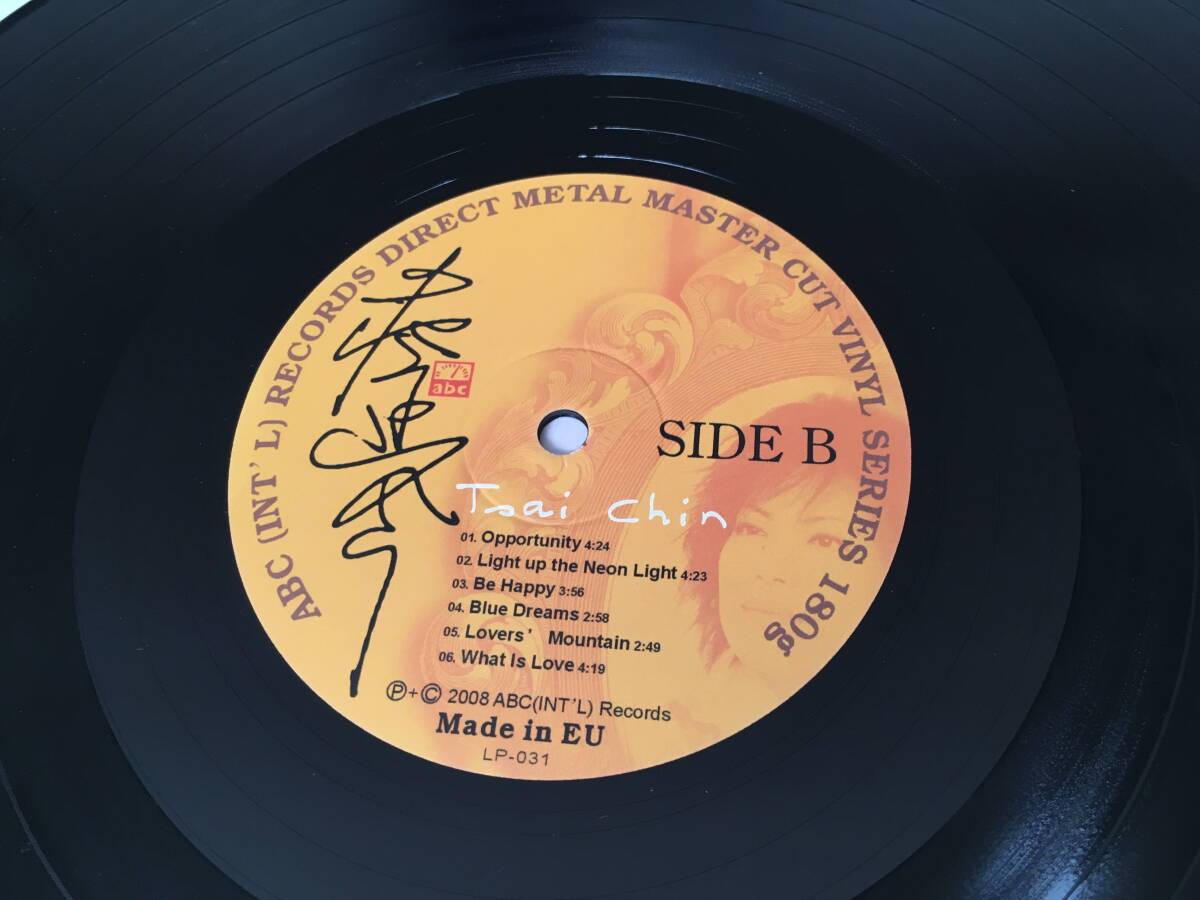 ABC (INT' L) RECORDS DIRECT METAL MASTER CUT VINYL SERIES 180g
abc
SIDE B
Tsai Chin
01. Opportunity 4:24
02. Light up the Neon Light 4:23
03. Be Happy 3:56
04. Blue Dreams 2:58
05. Lovers' Mountain 2:49
06. What Is Love 4:19
Ⓟ+© 2008 ABC(INT'L) Records
Made in EU
LP-031